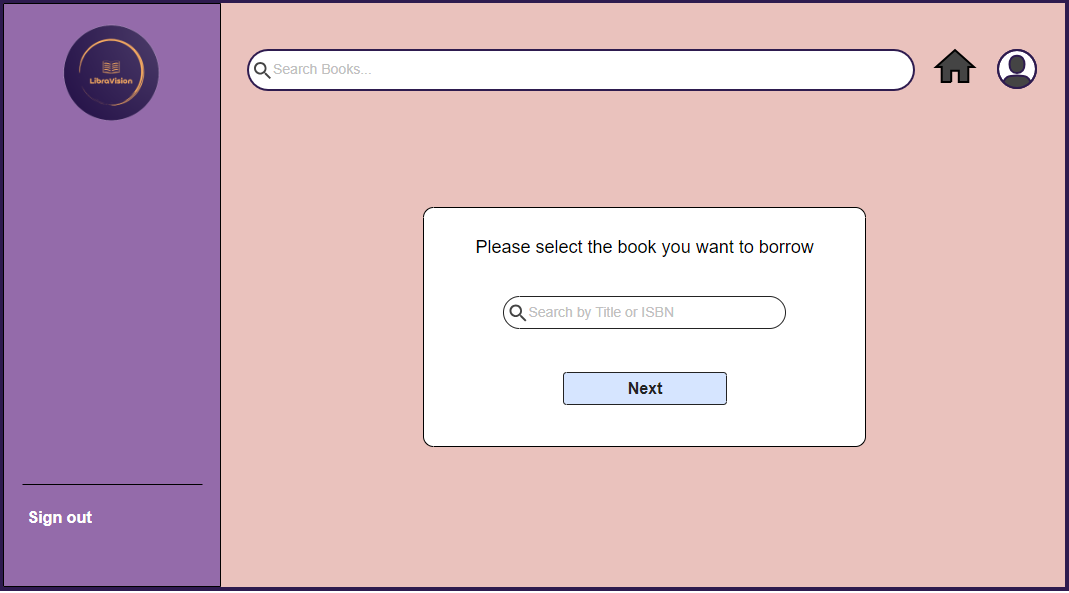 LibraVision
Search Books...
Please select the book you want to borrow
Search by Title or ISBN
Next
Sign out